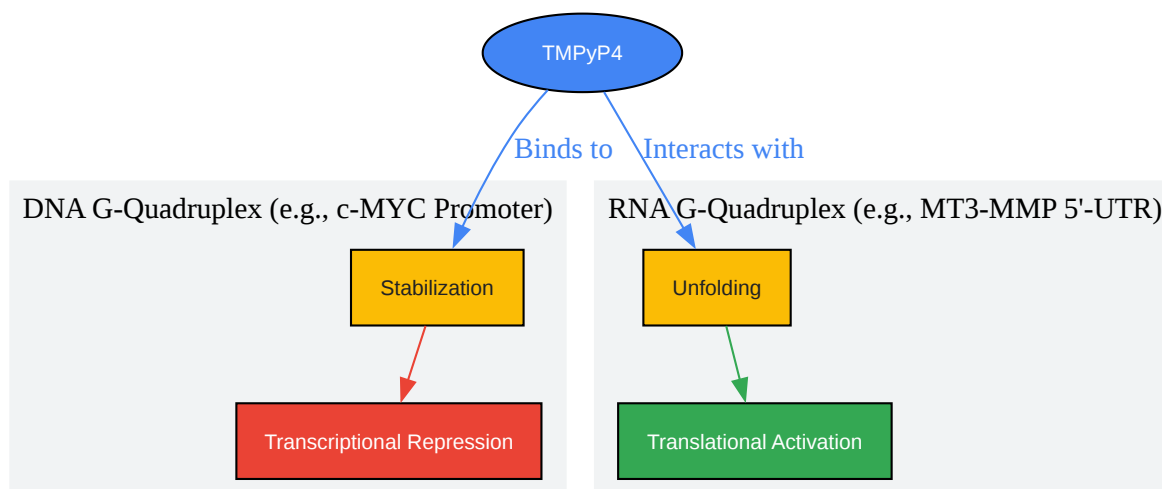 TMPyP4
Binds to
Interacts with
DNA G-Quadruplex (e.g., c-MYC Promoter)
RNA G-Quadruplex (e.g., MT3-MMP 5'-UTR)
Stabilization
Unfolding
Transcriptional Repression
Translational Activation